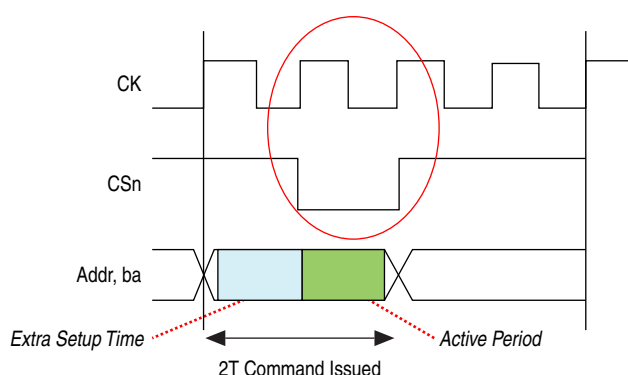 CK
CSn
Addr, ba
Extra Setup Time
Active Period
2T Command Issued